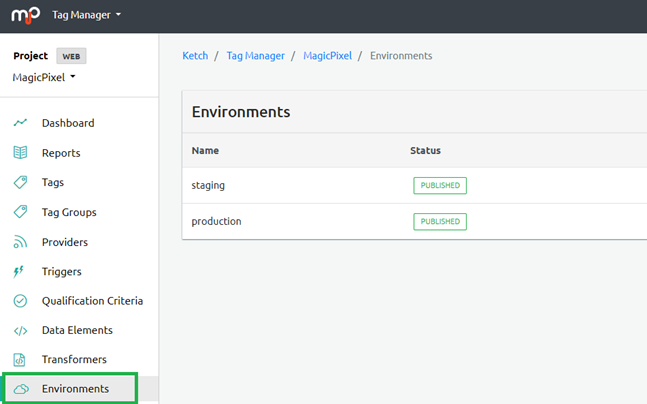 mp Tag Manager
Project WEB
MagicPixel
Dashboard
Reports
Tags
Tag Groups
Providers
Triggers
Qualification Criteria
Data Elements
Transformers
Environments
Ketch / Tag Manager / MagicPixel / Environments
Environments
Name Status
staging PUBLISHED
production PUBLISHED